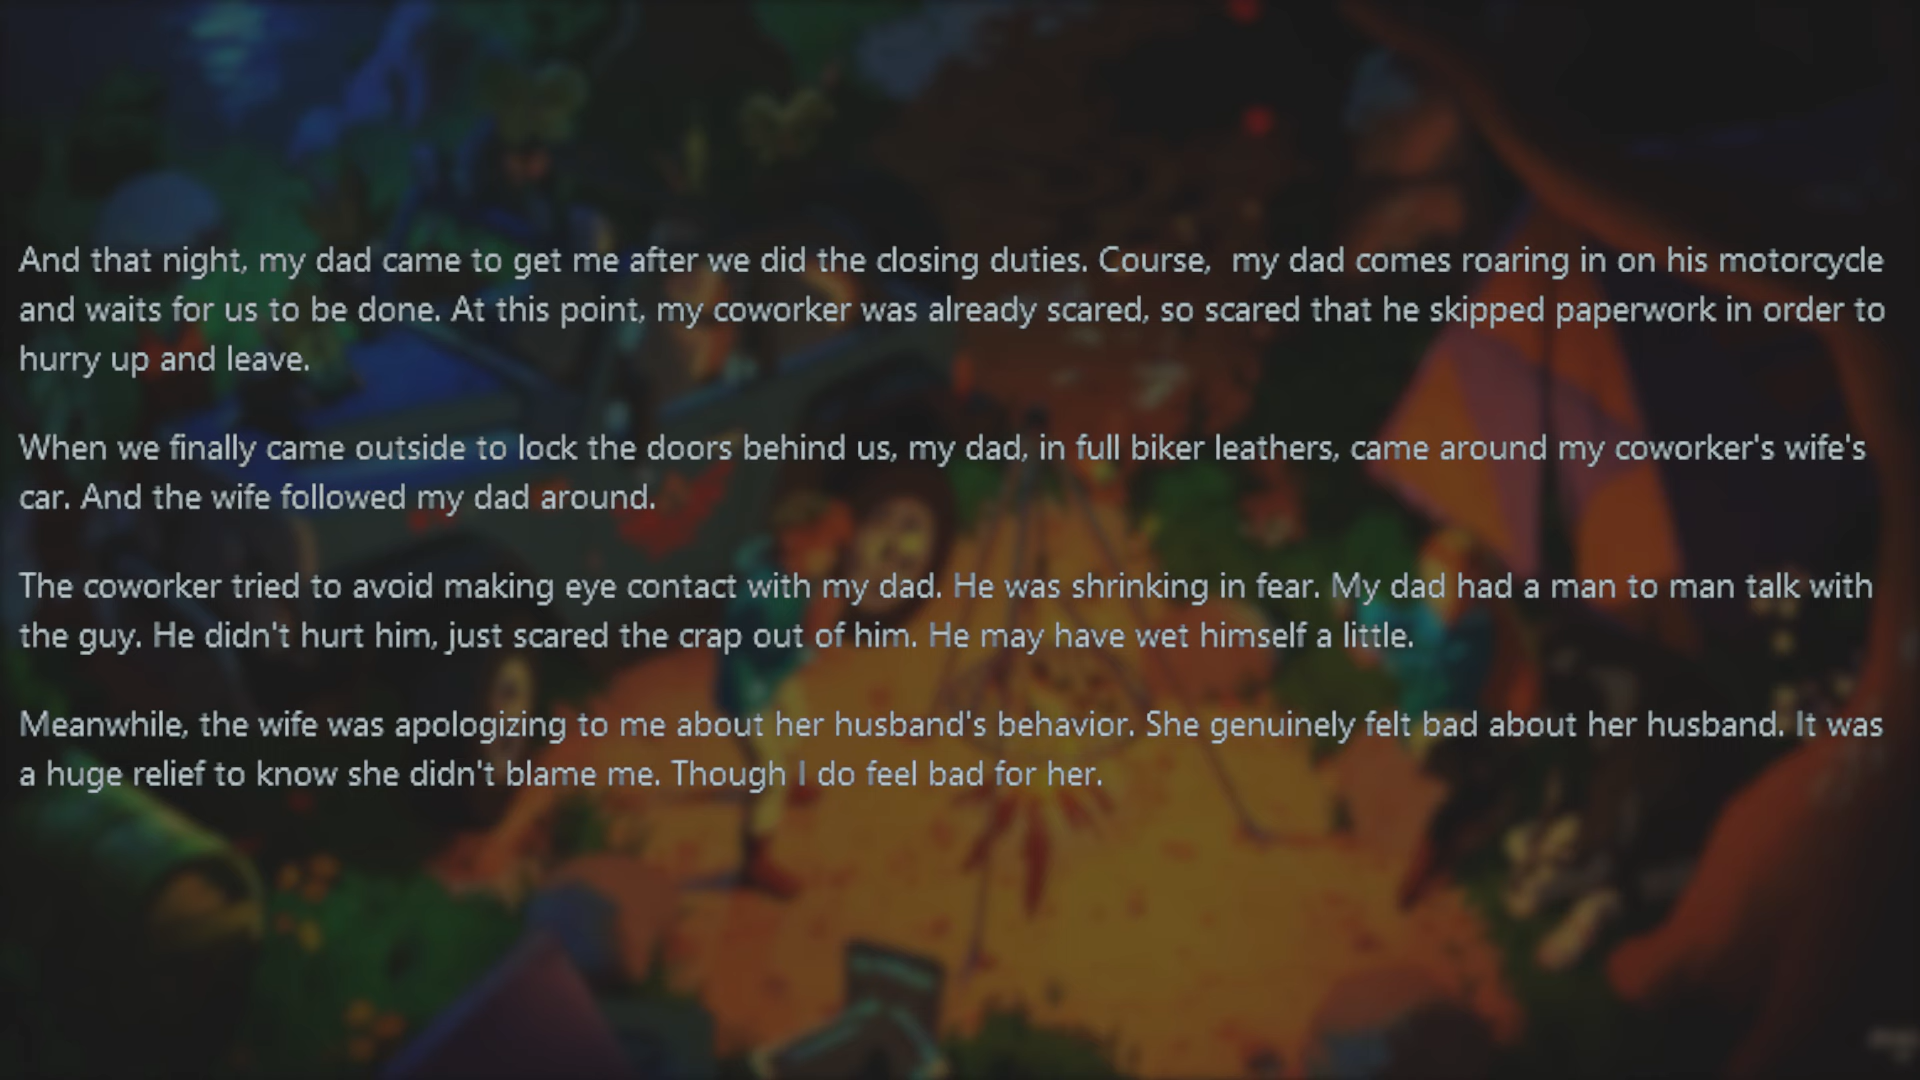 And that night, my dad came to get me after we did the closing duties. Course,  my dad comes roaring in on his motorcycle
and waits for us to be done. At this point, my coworker was already scared, so scared that he skipped paperwork in order to
hurry up and leave.
When we finally came outside to lock the doors behind us, my dad, in full biker leathers, came around my coworker's wife's
car. And the wife followed my dad around.
The coworker tried to avoid making eye contact with my dad. He was shrinking in fear. My dad had a man to man talk with
the guy. He didn't hurt him, just scared the crap out of him. He may have wet himself a little.
Meanwhile, the wife was apologizing to me about her husband's behavior. She genuinely felt bad about her husband. It was
a huge relief to know she didn't blame me. Though I do feel bad for her.